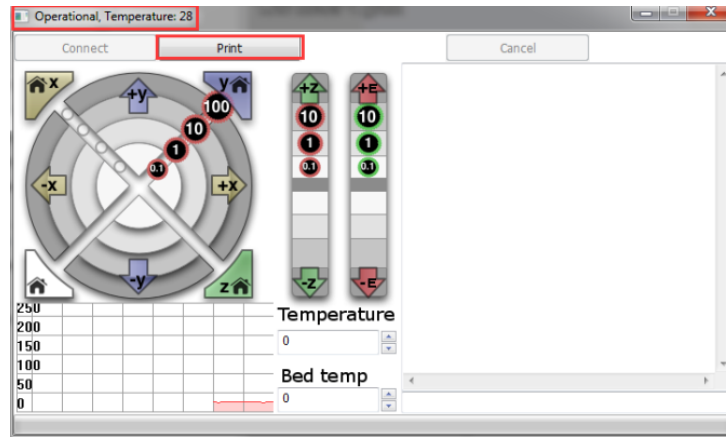 Operational, Temperature: 28
Connect
Print
Cancel
x
+y
y
100
10
1
0.1
-x
+x
-y
z
+Z
10
1
0.1
-Z
+E
10
1
0.1
-E
250
200
150
100
50
0
Temperature
0
Bed temp
0